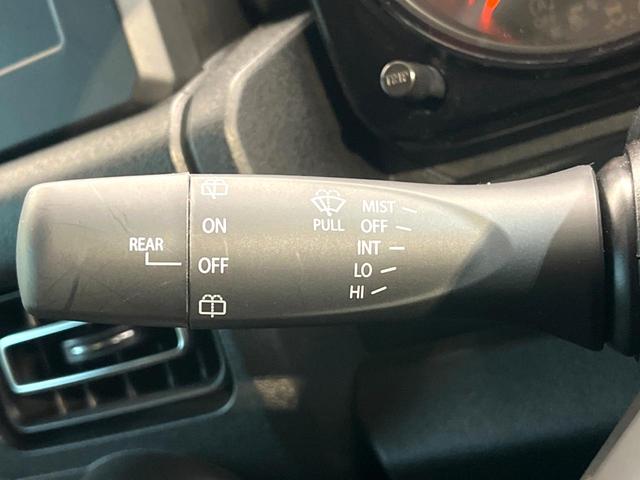 REAR
ON
OFF
PULL
MIST
OFF
INT
LO
HI